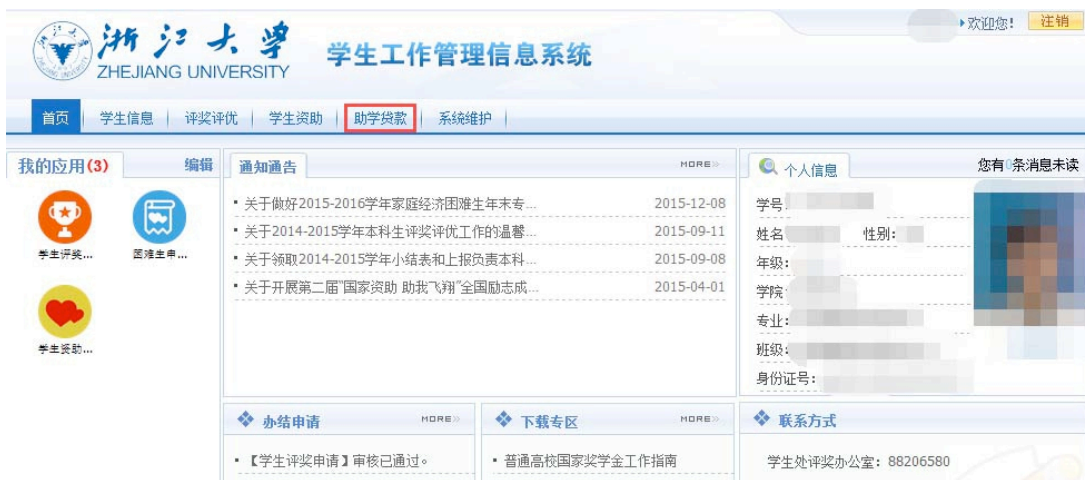 欢迎您! 注销
浙江大学
ZHEJIANG UNIVERSITY
学生工作管理信息系统
首页 学生信息 评奖评优 学生资助 助学贷款 系统维护
我的应用(3) 编辑
学生评奖... 困难生申...
学生资助...
通知通告 MORE
关于做好2015-2016学年家庭经济困难生年末专... 2015-12-08
关于2014-2015学年本科生评奖评优工作的温馨... 2015-09-11
关于领取2014-2015学年小结表和上报负责本科... 2015-09-08
关于开展第二届"国家资助 助我飞翔"全国励志成... 2015-04-01
个人信息 您有0条消息未读
学号
姓名 性别:
年级:
学院
专业:
班级:
身份证号:
办结申请 MORE
【学生评奖申请】审核已通过。
下载专区 MORE
普通高校国家奖学金工作指南
联系方式
学生处评奖办公室: 88206580